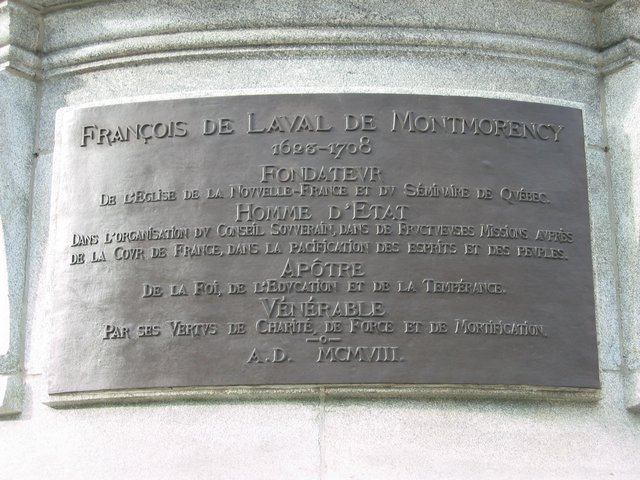 FRANÇOIS DE LAVAL DE MONTMORENCY
1623-1708
FONDATEVR
DE L'EGLISE DE LA NOVVELLE-FRANCE ET DV SÉMINAIRE DE QVÉBEC.
HOMME D'ETAT
DANS L'ORGANISATION DV CONSEIL SOVVERAIN, DANS DE FRVCTVEVSES MISSIONS AVPRÈS
DE LA COVR DE FRANCE, DANS LA PACIFICATION DES ESPRITS ET DES PEVPLES.
APÔTRE
DE LA FOI, DE L'EDVCATION ET DE LA TEMPÉRANCE.
VÉNÉRABLE
PAR SES VERTVS DE CHARITÉ, DE FORCE ET DE MORTIFICATION.
—o—
A.D. MCMVIII.